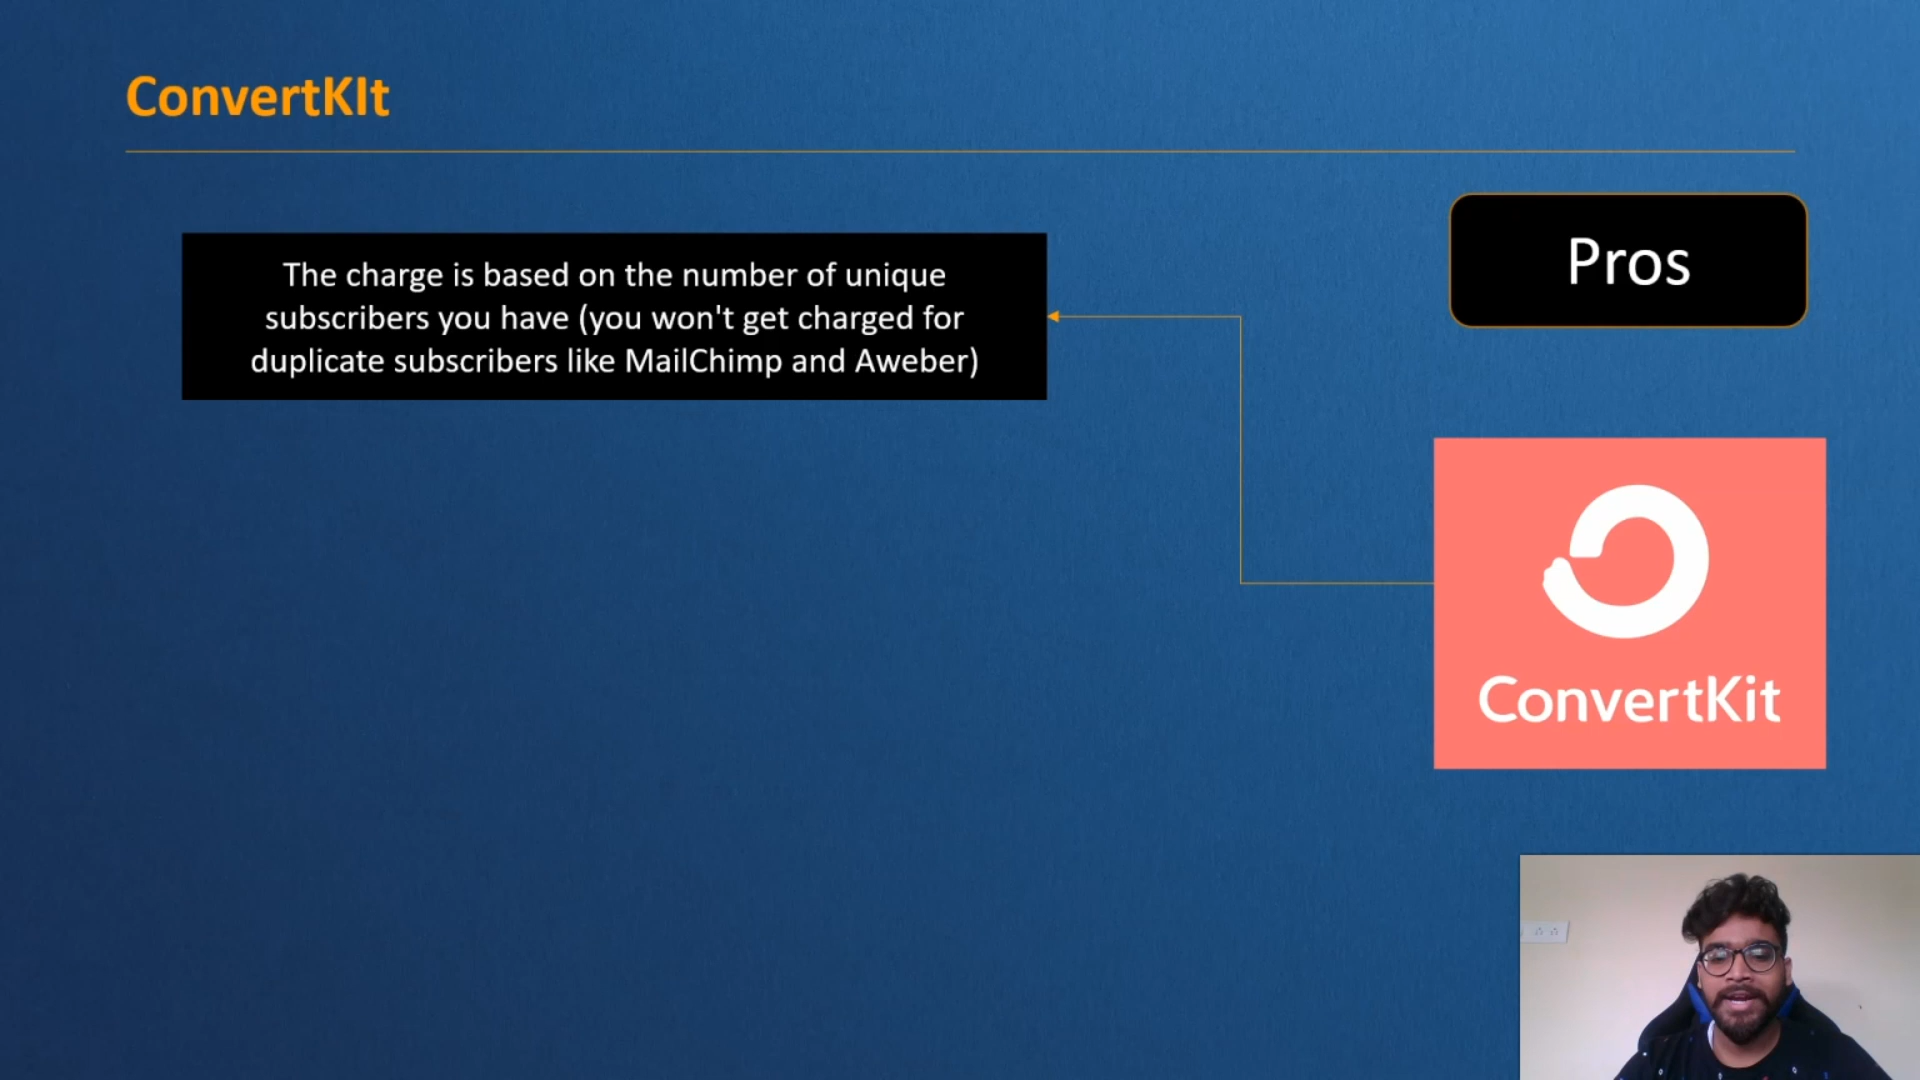 ConvertKIt
Pros
The charge is based on the number of unique
subscribers you have (you won't get charged for
duplicate subscribers like MailChimp and Aweber)
ConvertKit